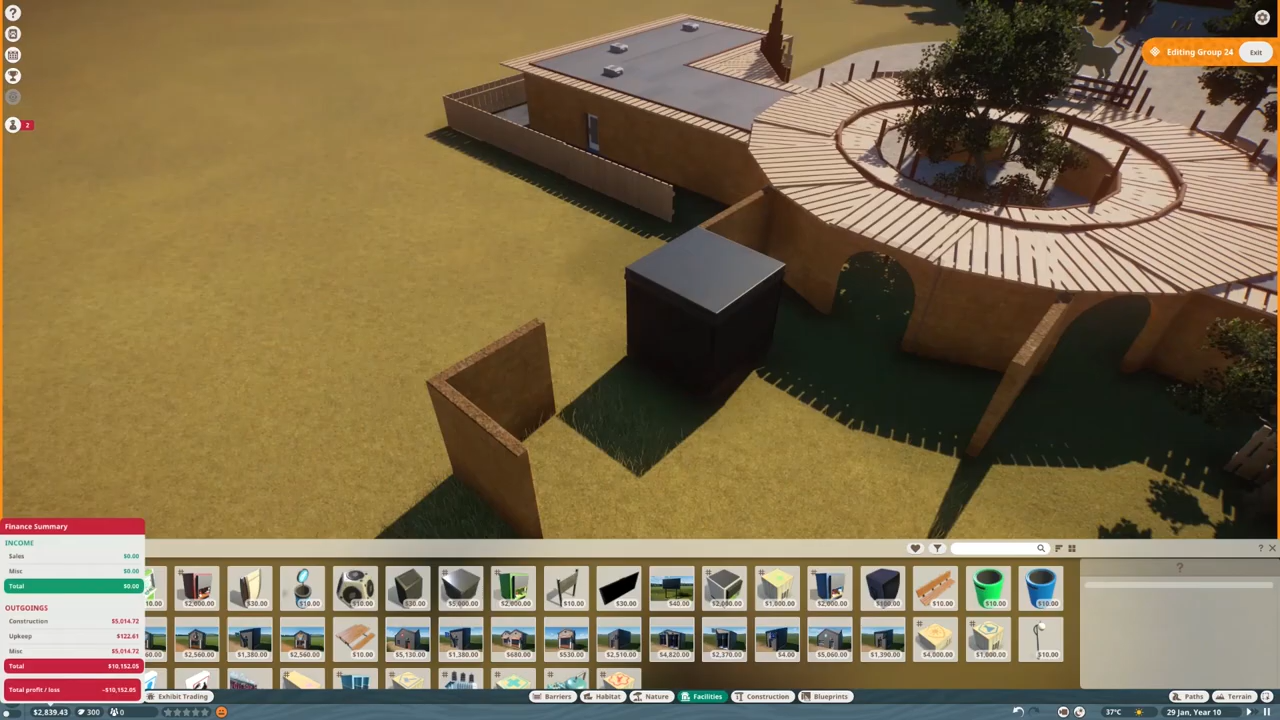 Editing Group 24
Exit
2
Finance Summary
INCOME
Sales $0.00
Misc $0.00
Total $0.00
OUTGOINGS
Construction $5,014.72
Upkeep $122.61
Misc $5,014.72
Total $10,152.05
Total profit / loss -$10,152.05
$2,000.00 $30.00 $10.00 $10.00 $30.00 $5,000.00 $2,000.00 $10.00 $30.00 $40.00 $2,000.00 $1,000.00 $2,000.00 $100.00 $10.00 $10.00 $10.00
$2,560.00 $1,380.00 $2,560.00 $10.00 $5,130.00 $1,380.00 $680.00 $530.00 $2,510.00 $4,820.00 $2,370.00 $4.00 $5,060.00 $1,390.00 $4,000.00 $1,000.00 $10.00
Exhibit Trading
Barriers
Habitat
Nature
Facilities
Construction
Blueprints
Paths
Terrain
$2,839.43
300
0
37°C
29 Jan, Year 10